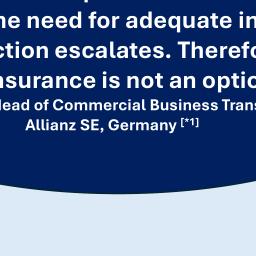 he need for adequate in
ction escalates. Therefo
nsurance is not an optio
Head of Commercial Business Trans
Allianz SE, Germany [*1]